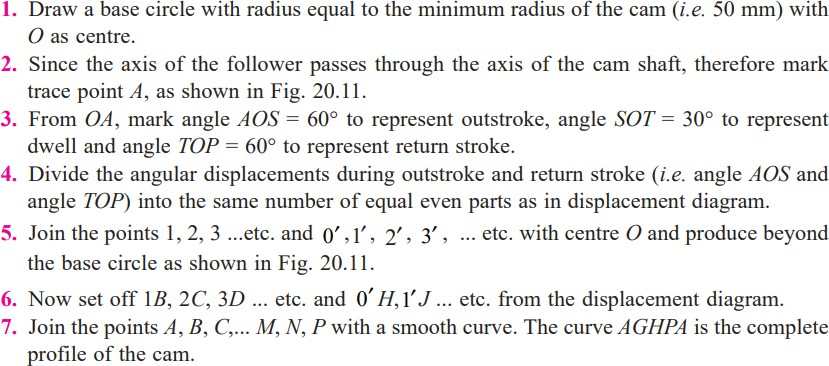 1. Draw a base circle with radius equal to the minimum radius of the cam (i.e. 50 mm) with
O as centre.
2. Since the axis of the follower passes through the axis of the cam shaft, therefore mark
trace point A, as shown in Fig. 20.11.
3. From OA, mark angle AOS = 60° to represent outstroke, angle SOT = 30° to represent
dwell and angle TOP = 60° to represent return stroke.
4. Divide the angular displacements during outstroke and return stroke (i.e. angle AOS and
angle TOP) into the same number of equal even parts as in displacement diagram.
5. Join the points 1, 2, 3 ...etc. and 0′ ,1′ , 2′ , 3′ , ... etc. with centre O and produce beyond
the base circle as shown in Fig. 20.11.
6. Now set off 1B, 2C, 3D ... etc. and 0′ H,1′ J ... etc. from the displacement diagram.
7. Join the points A, B, C,... M, N, P with a smooth curve. The curve AGHPA is the complete
profile of the cam.